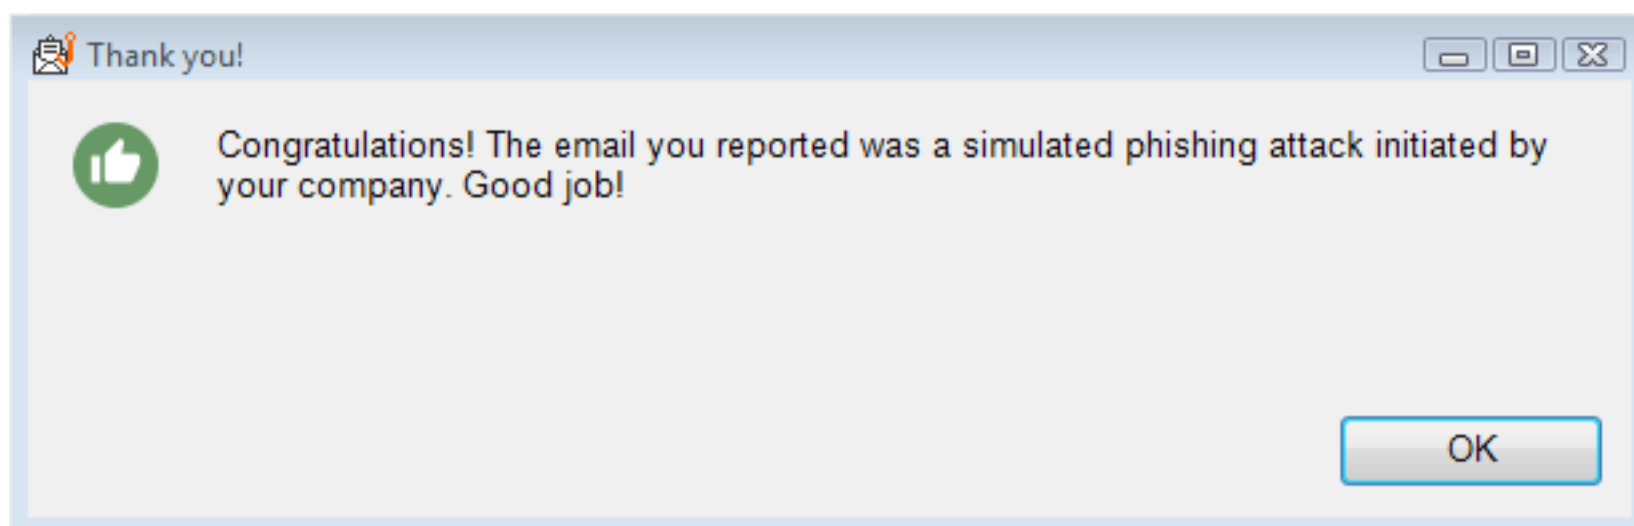 Thank you!
Congratulations! The email you reported was a simulated phishing attack initiated by
your company. Good job!
OK